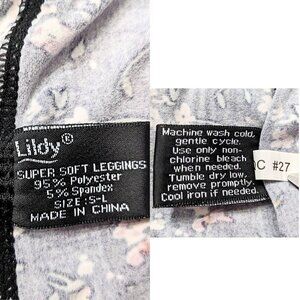 Lildy®
SUPER SOFT LEGGINGS
95% Polyester
5% Spandex
SIZE: S-L
MADE IN CHINA
Machine wash cold,
gentle cycle.
Use only non-
chlorine bleach
when needed.
Tumble dry low,
remove promptly.
Cool iron if needed.
C #27